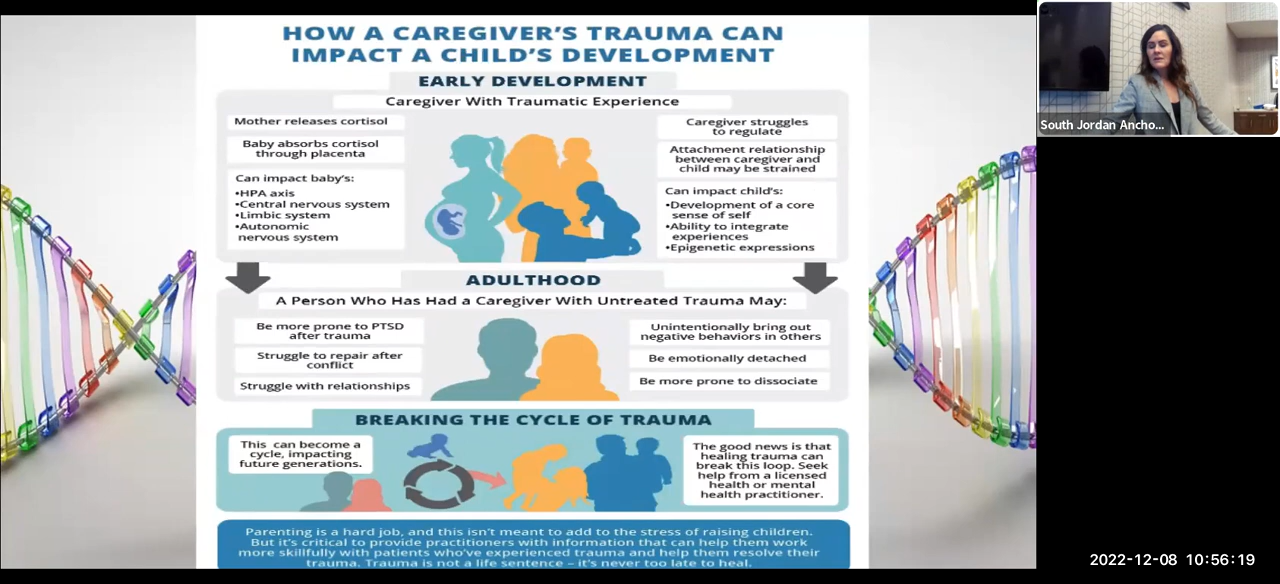 HOW A CAREGIVER'S TRAUMA CAN
IMPACT A CHILD'S DEVELOPMENT
EARLY DEVELOPMENT
Caregiver With Traumatic Experience
Mother releases cortisol
Baby absorbs cortisol
through placenta
Can impact baby's:
•HPA axis
•Central nervous system
•Limbic system
•Autonomic
nervous system
Caregiver struggles
to regulate
Attachment relationship
between caregiver and
child may be strained
Can impact child's:
•Development of a core
sense of self
•Ability to integrate
experiences
•Epigenetic expressions
ADULTHOOD
A Person Who Has Had a Caregiver With Untreated Trauma May:
Be more prone to PTSD
after trauma
Struggle to repair after
conflict
Struggle with relationships
Unintentionally bring out
negative behaviors in others
Be emotionally detached
Be more prone to dissociate
BREAKING THE CYCLE OF TRAUMA
This can become a
cycle, impacting
future generations.
The good news is that
healing trauma can
break this loop. Seek
help from a licensed
health or mental
health practitioner.
Parenting is a hard job, and this isn't meant to add to the stress of raising children.
But it's critical to provide practitioners with information that can help them work
more skillfully with patients who've experienced trauma and help them resolve their
trauma. Trauma is not a life sentence – it's never too late to heal.
South Jordan Ancho...
2022-12-08 10:56:19